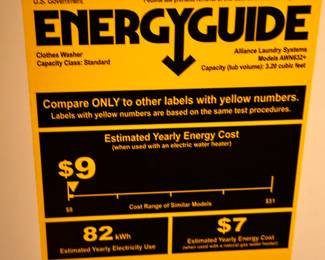 U.S. Government
ENERGYGUIDE
Clothes Washer
Capacity Class: Standard
Alliance Laundry Systems
Models AWN632*
Capacity (tub volume): 3.20 cubic feet
Compare ONLY to other labels with yellow numbers.
Labels with yellow numbers are based on the same test procedures.
Estimated Yearly Energy Cost
(when used with an electric water heater)
$9
$9
$31
Cost Range of Similar Models
82 kWh
Estimated Yearly Electricity Use
$7
Estimated Yearly Energy Cost
(when used with a natural gas water heater)